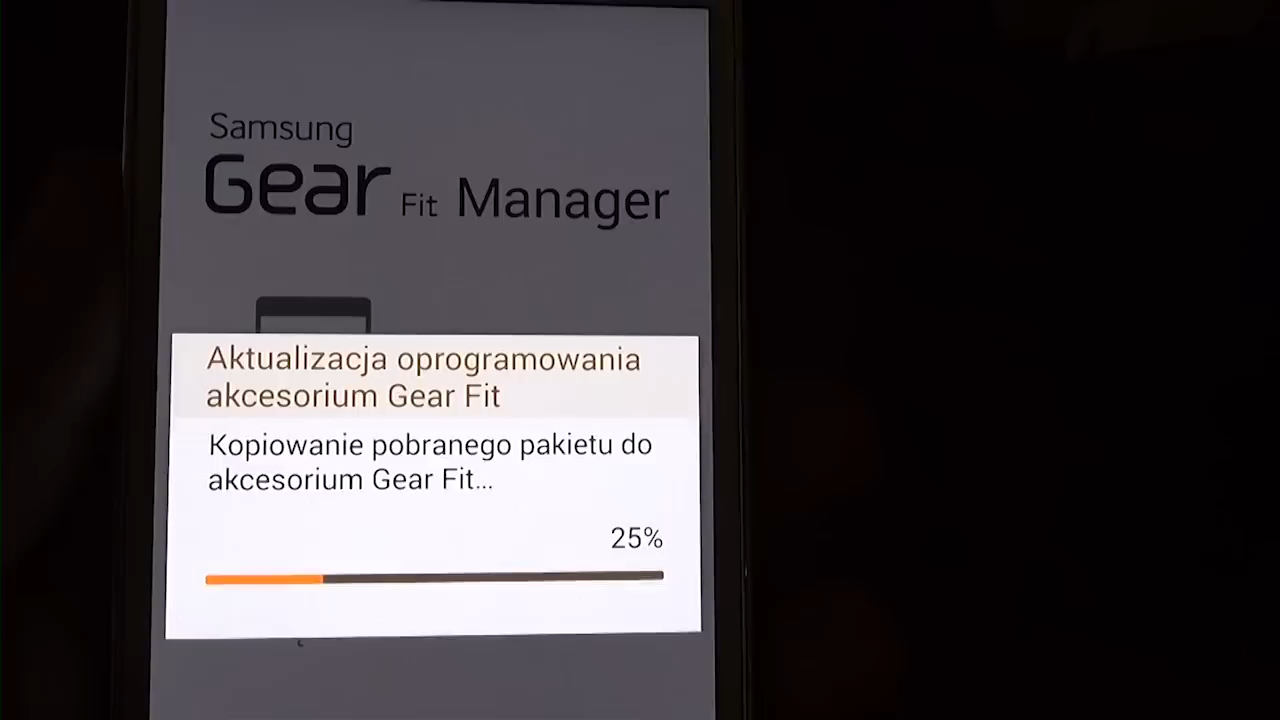 Samsung
Gear Fit Manager
Aktualizacja oprogramowania
akcesorium Gear Fit
Kopiowanie pobranego pakietu do
akcesorium Gear Fit...
25%